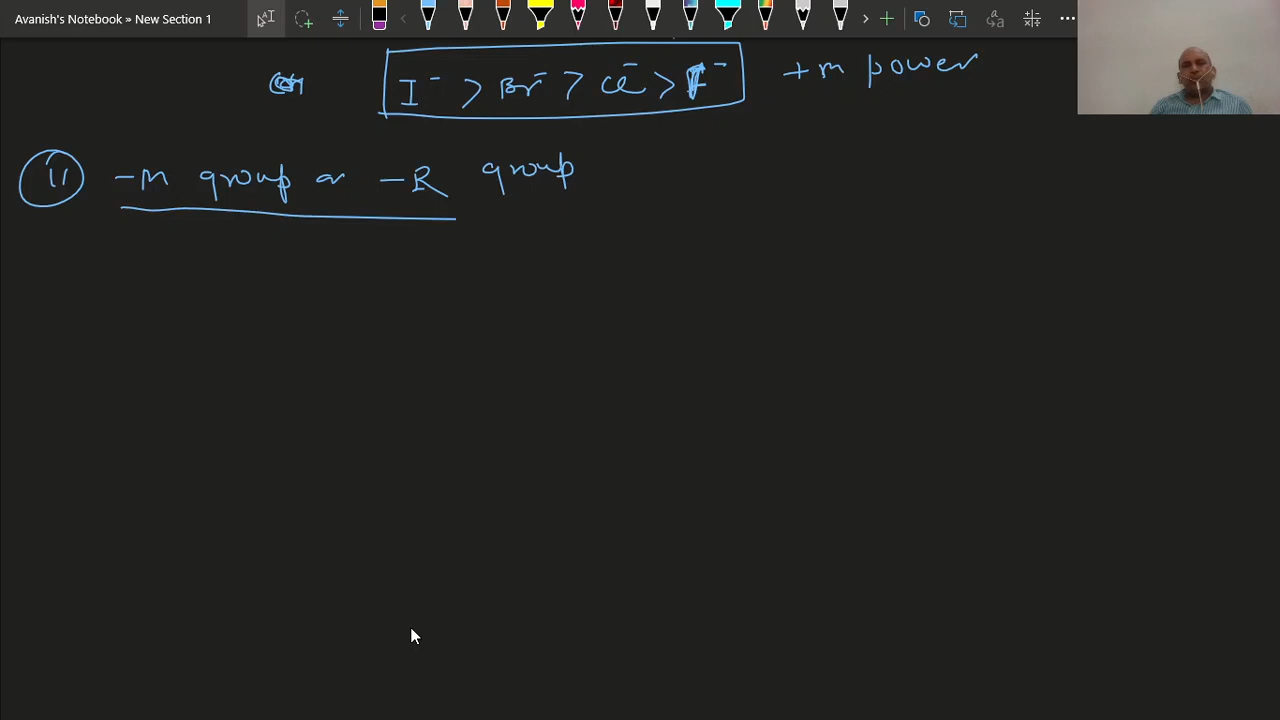 Avanish's Notebook » New Section 1
I⁻ > Br⁻ > Cl⁻ > F⁻ +m power
(ii) -M group or -R group